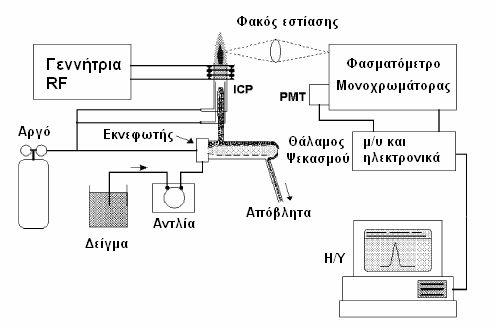 Φακός εστίασης
Γεννήτρια
RF
Φασματόμετρο
Μονοχρωμάτορας
ICP
PMT
Αργό
Εκνεφωτής
Θάλαμος
Ψεκασμού
μ/υ και
ηλεκτρονικά
Απόβλητα
Αντλία
Δείγμα
Η/Υ